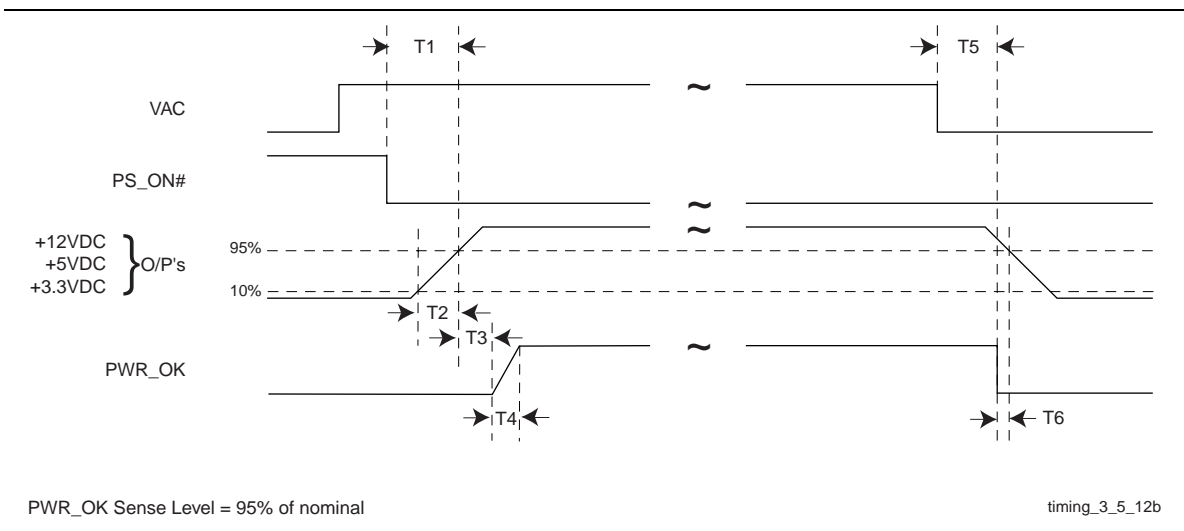 T1
T5
VAC
~
PS_ON#
~
~
+12VDC
+5VDC
+3.3VDC
}
O/P's
95%
10%
T2
T3
~
PWR_OK
T4
T6
PWR_OK Sense Level = 95% of nominal
timing_3_5_12b